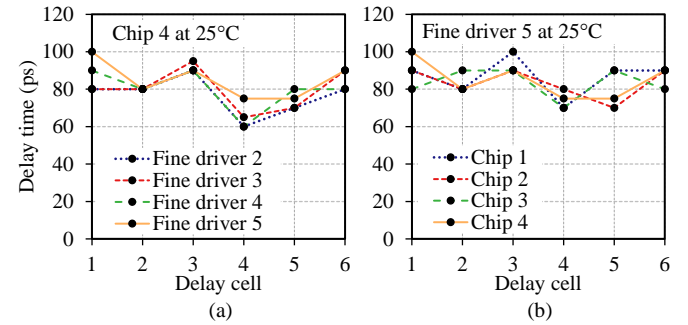 Chip 4 at 25°C
Delay time (ps)
120
100
80
60
40
20
0
Fine driver 2
Fine driver 3
Fine driver 4
Fine driver 5
1 2 3 4 5 6
Delay cell
(a)
Fine driver 5 at 25°C
120
100
80
60
40
20
0
Chip 1
Chip 2
Chip 3
Chip 4
1 2 3 4 5 6
Delay cell
(b)